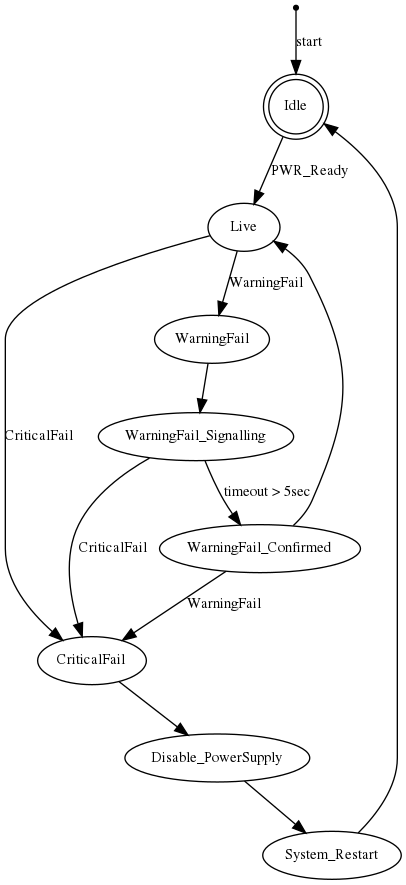 start
Idle
PWR_Ready
Live
WarningFail
WarningFail
CriticalFail
WarningFail_Signalling
timeout > 5sec
CriticalFail
WarningFail_Confirmed
WarningFail
CriticalFail
Disable_PowerSupply
System_Restart